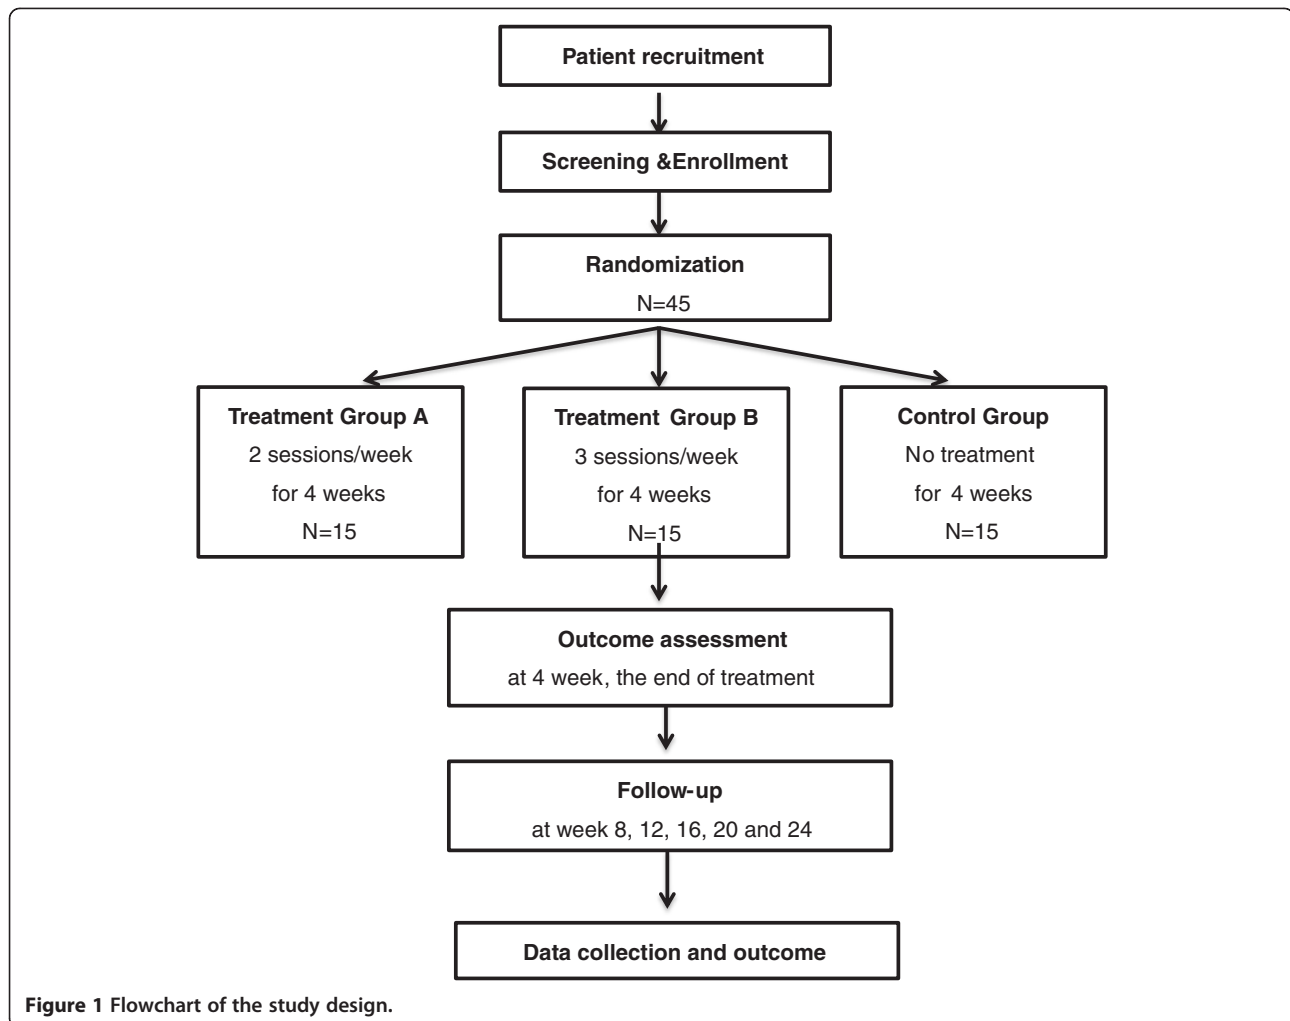 Patient recruitment
Screening &Enrollment
Randomization
N=45
Treatment Group A
2 sessions/week
for 4 weeks
N=15
Treatment Group B
3 sessions/week
for 4 weeks
N=15
Control Group
No treatment
for 4 weeks
N=15
Outcome assessment
at 4 week, the end of treatment
Follow-up
at week 8, 12, 16, 20 and 24
Data collection and outcome
Figure 1 Flowchart of the study design.